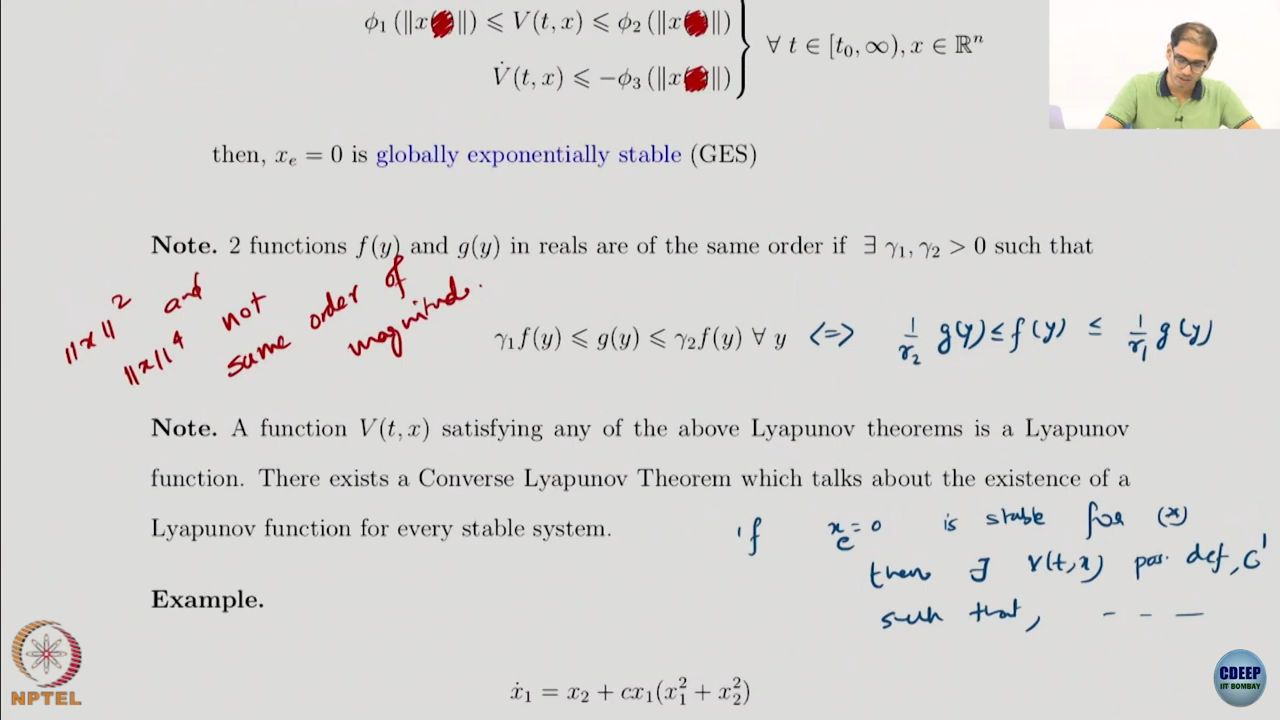 ϕ₁(∥x∥) ⩽ V(t, x) ⩽ ϕ₂(∥x∥)
V̇(t, x) ⩽ −ϕ₃(∥x∥)
∀ t ∈ [t₀, ∞), x ∈ ℝⁿ
then, xₑ = 0 is globally exponentially stable (GES)
Note. 2 functions f(y) and g(y) in reals are of the same order if ∃ γ₁, γ₂ > 0 such that
∥x∥² and
∥x∥⁴ not
same order of
magnitude.
γ₁f(y) ⩽ g(y) ⩽ γ₂f(y) ∀ y <=> 1/γ₂ g(y) ≤ f(y) ≤ 1/γ₁ g(y)
Note. A function V(t, x) satisfying any of the above Lyapunov theorems is a Lyapunov
function. There exists a Converse Lyapunov Theorem which talks about the existence of a
Lyapunov function for every stable system.
if xₑ=0 is stable for (*)
then ∃ V(t,x) pos. def, C¹
such that, - - -
Example.
ẋ₁ = x₂ + cx₁(x₁² + x₂²)
NPTEL
CDEEP
IIT BOMBAY